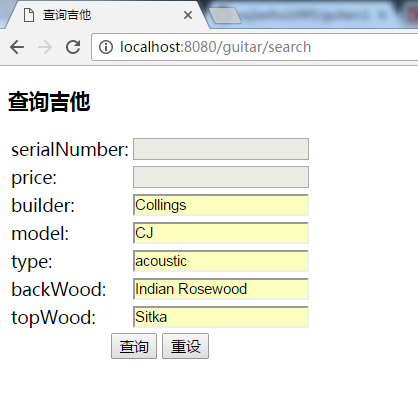 查询吉他
localhost:8080/guitar/search
查询吉他
serialNumber:
price:
builder: Collings
model: CJ
type: acoustic
backWood: Indian Rosewood
topWood: Sitka
查询 重设